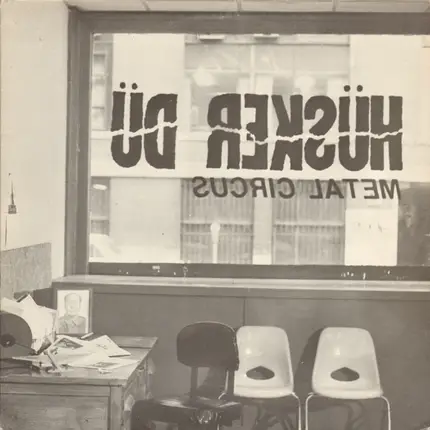 HÜSKER DÜ
METAL CIRCUS